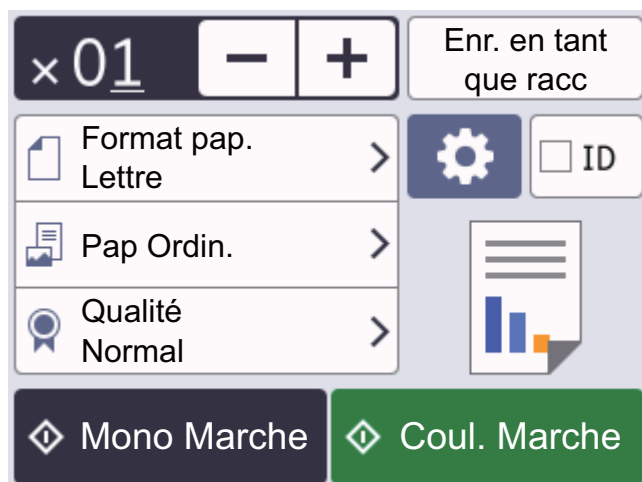 ×01 − +
Enr. en tant
que racc
Format pap.
Lettre
ID
Pap Ordin.
Qualité
Normal
Mono Marche
Coul. Marche